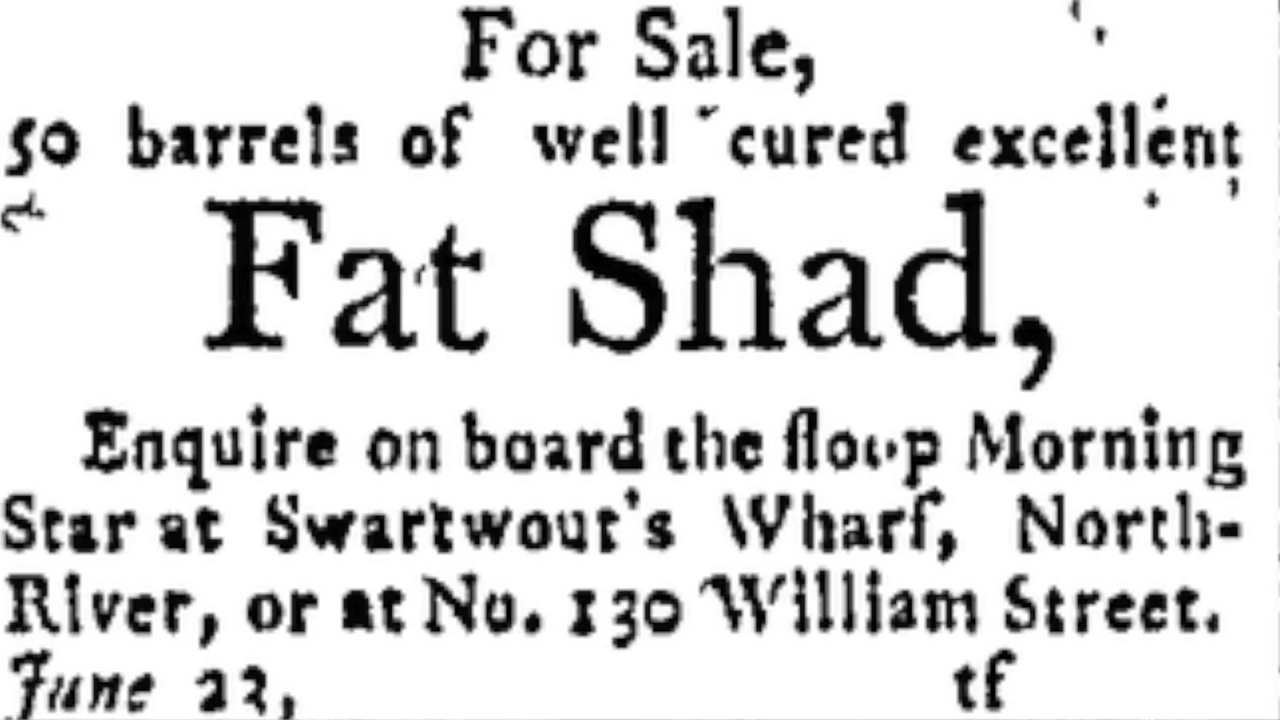 For Sale,
50 barrels of well cured excellent
Fat Shad,
Enquire on board the sloop Morning
Star at Swartwout's Wharf, North-
River, or at No. 130 William Street.
June 22, tf